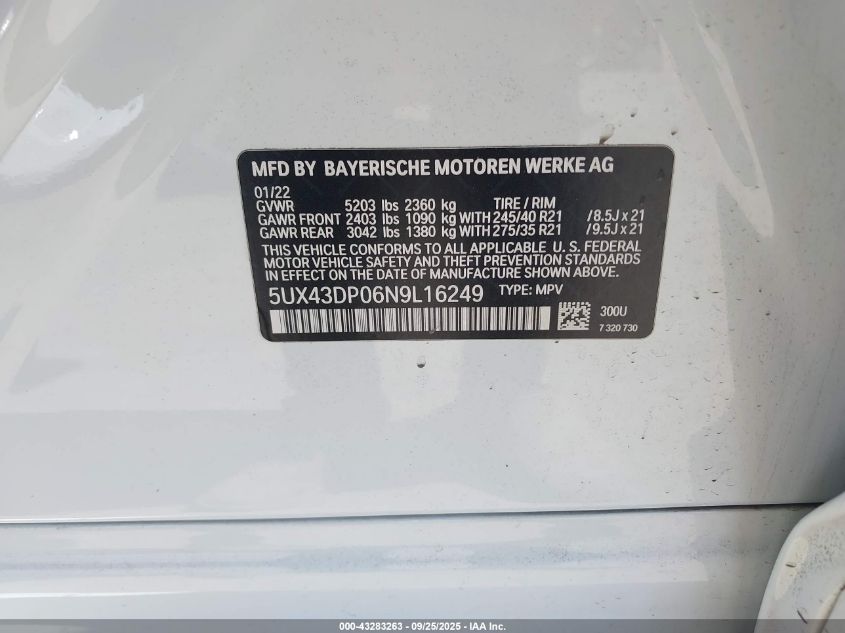 MFD BY BAYERISCHE MOTOREN WERKE AG
01/22
GVWR 5203 lbs 2360 kg TIRE / RIM
GAWR FRONT 2403 lbs 1090 kg WITH 245/40 R21 /8.5J x 21
GAWR REAR 3042 lbs 1380 kg WITH 275/35 R21 /9.5J x 21
THIS VEHICLE CONFORMS TO ALL APPLICABLE U. S. FEDERAL
MOTOR VEHICLE SAFETY AND THEFT PREVENTION STANDARDS
IN EFFECT ON THE DATE OF MANUFACTURE SHOWN ABOVE.
5UX43DP06N9L16249 TYPE: MPV
300U
7 320 730
000-43283263 - 09/25/2025 - IAA Inc.